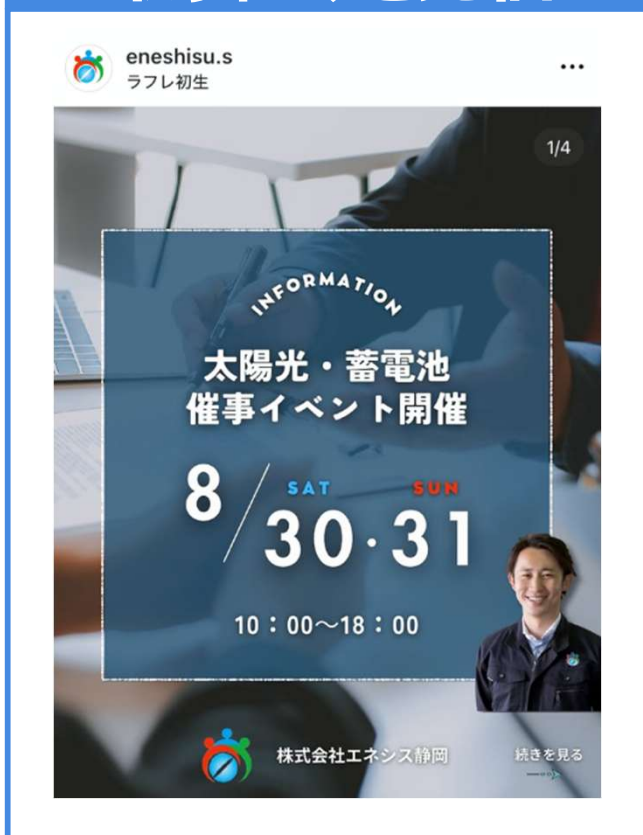 eneshisu.s
ラフレ初生
1/4
INFORMATION
太陽光・蓄電池
催事イベント開催
8/30・31
SAT SUN
10：00〜18：00
株式会社エネシス静岡
続きを見る